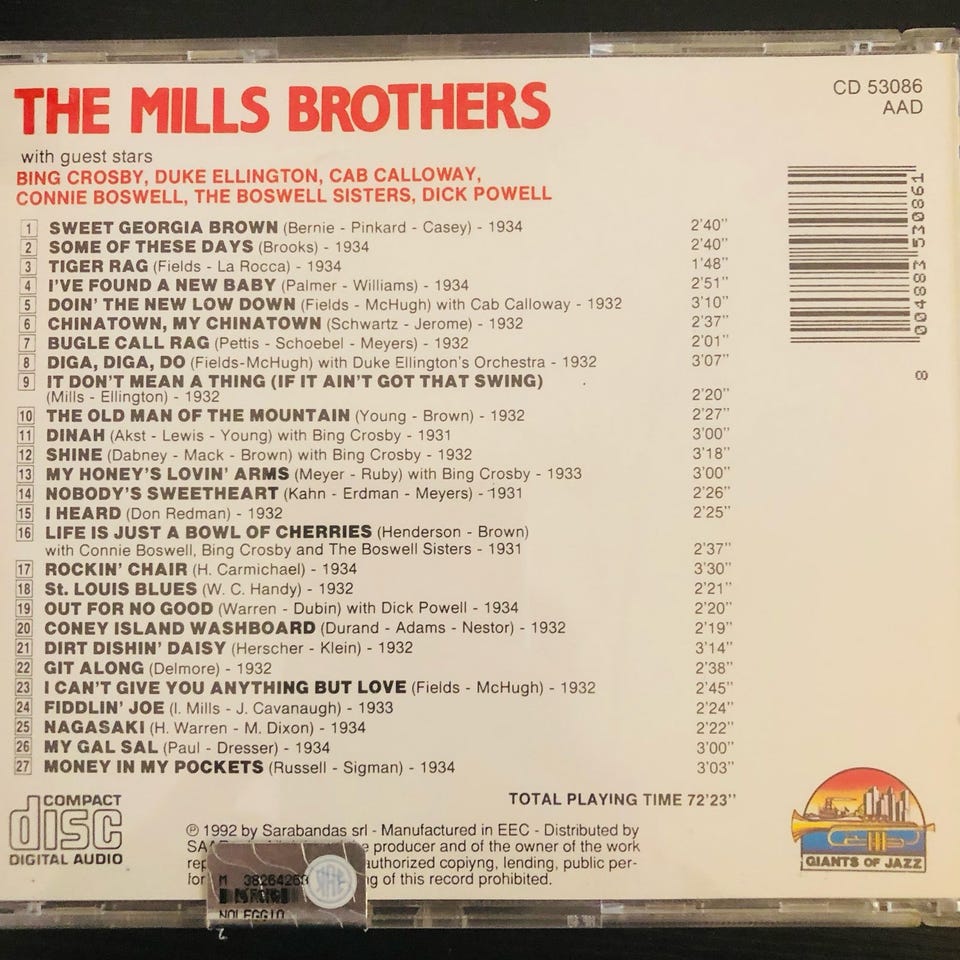 THE MILLS BROTHERS
CD 53086
AAD
with guest stars
BING CROSBY, DUKE ELLINGTON, CAB CALLOWAY,
CONNIE BOSWELL, THE BOSWELL SISTERS, DICK POWELL
1 SWEET GEORGIA BROWN (Bernie - Pinkard - Casey) - 1934 2'40"
2 SOME OF THESE DAYS (Brooks) - 1934 2'40"
3 TIGER RAG (Fields - La Rocca) - 1934 1'48"
4 I'VE FOUND A NEW BABY (Palmer - Williams) - 1934 2'51"
5 DOIN' THE NEW LOW DOWN (Fields - McHugh) with Cab Calloway - 1932 3'10"
6 CHINATOWN, MY CHINATOWN (Schwartz - Jerome) - 1932 2'37"
7 BUGLE CALL RAG (Pettis - Schoebel - Meyers) - 1932 2'01"
8 DIGA, DIGA, DO (Fields-McHugh) with Duke Ellington's Orchestra - 1932 3'07"
9 IT DON'T MEAN A THING (IF IT AIN'T GOT THAT SWING)
(Mills - Ellington) - 1932 2'20"
10 THE OLD MAN OF THE MOUNTAIN (Young - Brown) - 1932 2'27"
11 DINAH (Akst - Lewis - Young) with Bing Crosby - 1931 3'00"
12 SHINE (Dabney - Mack - Brown) with Bing Crosby - 1932 3'18"
13 MY HONEY'S LOVIN' ARMS (Meyer - Ruby) with Bing Crosby - 1933 3'00"
14 NOBODY'S SWEETHEART (Kahn - Erdman - Meyers) - 1931 2'26"
15 I HEARD (Don Redman) - 1932 2'25"
16 LIFE IS JUST A BOWL OF CHERRIES (Henderson - Brown)
with Connie Boswell, Bing Crosby and The Boswell Sisters - 1931 2'37"
17 ROCKIN' CHAIR (H. Carmichael) - 1934 3'30"
18 St. LOUIS BLUES (W. C. Handy) - 1932 2'21"
19 OUT FOR NO GOOD (Warren - Dubin) with Dick Powell - 1934 2'20"
20 CONEY ISLAND WASHBOARD (Durand - Adams - Nestor) - 1932 2'19"
21 DIRT DISHIN' DAISY (Herscher - Klein) - 1932 3'14"
22 GIT ALONG (Delmore) - 1932 2'38"
23 I CAN'T GIVE YOU ANYTHING BUT LOVE (Fields - McHugh) - 1932 2'45"
24 FIDDLIN' JOE (I. Mills - J. Cavanaugh) - 1933 2'24"
25 NAGASAKI (H. Warren - M. Dixon) - 1934 2'22"
26 MY GAL SAL (Paul - Dresser) - 1934 3'00"
27 MONEY IN MY POCKETS (Russell - Sigman) - 1934 3'03"
TOTAL PLAYING TIME 72'23"
004883 530861
8
COMPACT
disc
DIGITAL AUDIO
℗ 1992 by Sarabandas srl - Manufactured in EEC - Distributed by
producer and of the owner of the work
authorized copiyng, lending, public per-
of this record prohibited.
NOLEGGIO
GIANTS OF JAZZ